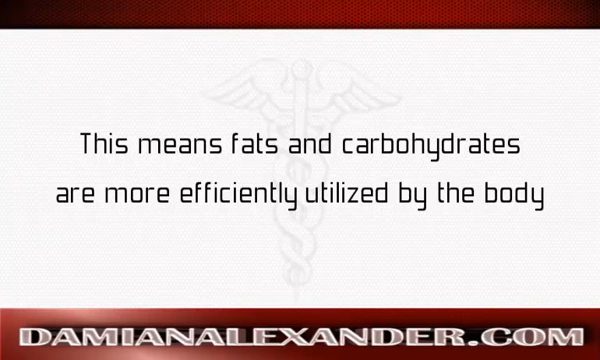 This means fats and carbohydrates
are more efficiently utilized by the body
DAMIANALEXANDER.COM